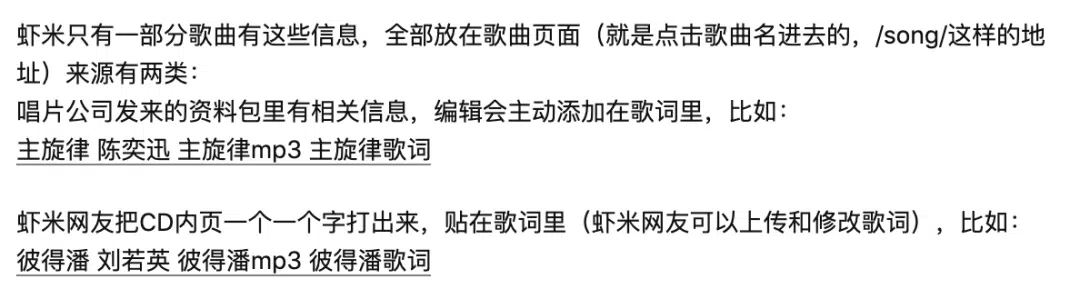 虾米只有一部分歌曲有这些信息，全部放在歌曲页面（就是点击歌曲名进去的，/song/这样的地
址）来源有两类：
唱片公司发来的资料包里有相关信息，编辑会主动添加在歌词里，比如：
主旋律 陈奕迅 主旋律mp3 主旋律歌词
虾米网友把CD内页一个一个字打出来，贴在歌词里（虾米网友可以上传和修改歌词），比如：
彼得潘 刘若英 彼得潘mp3 彼得潘歌词